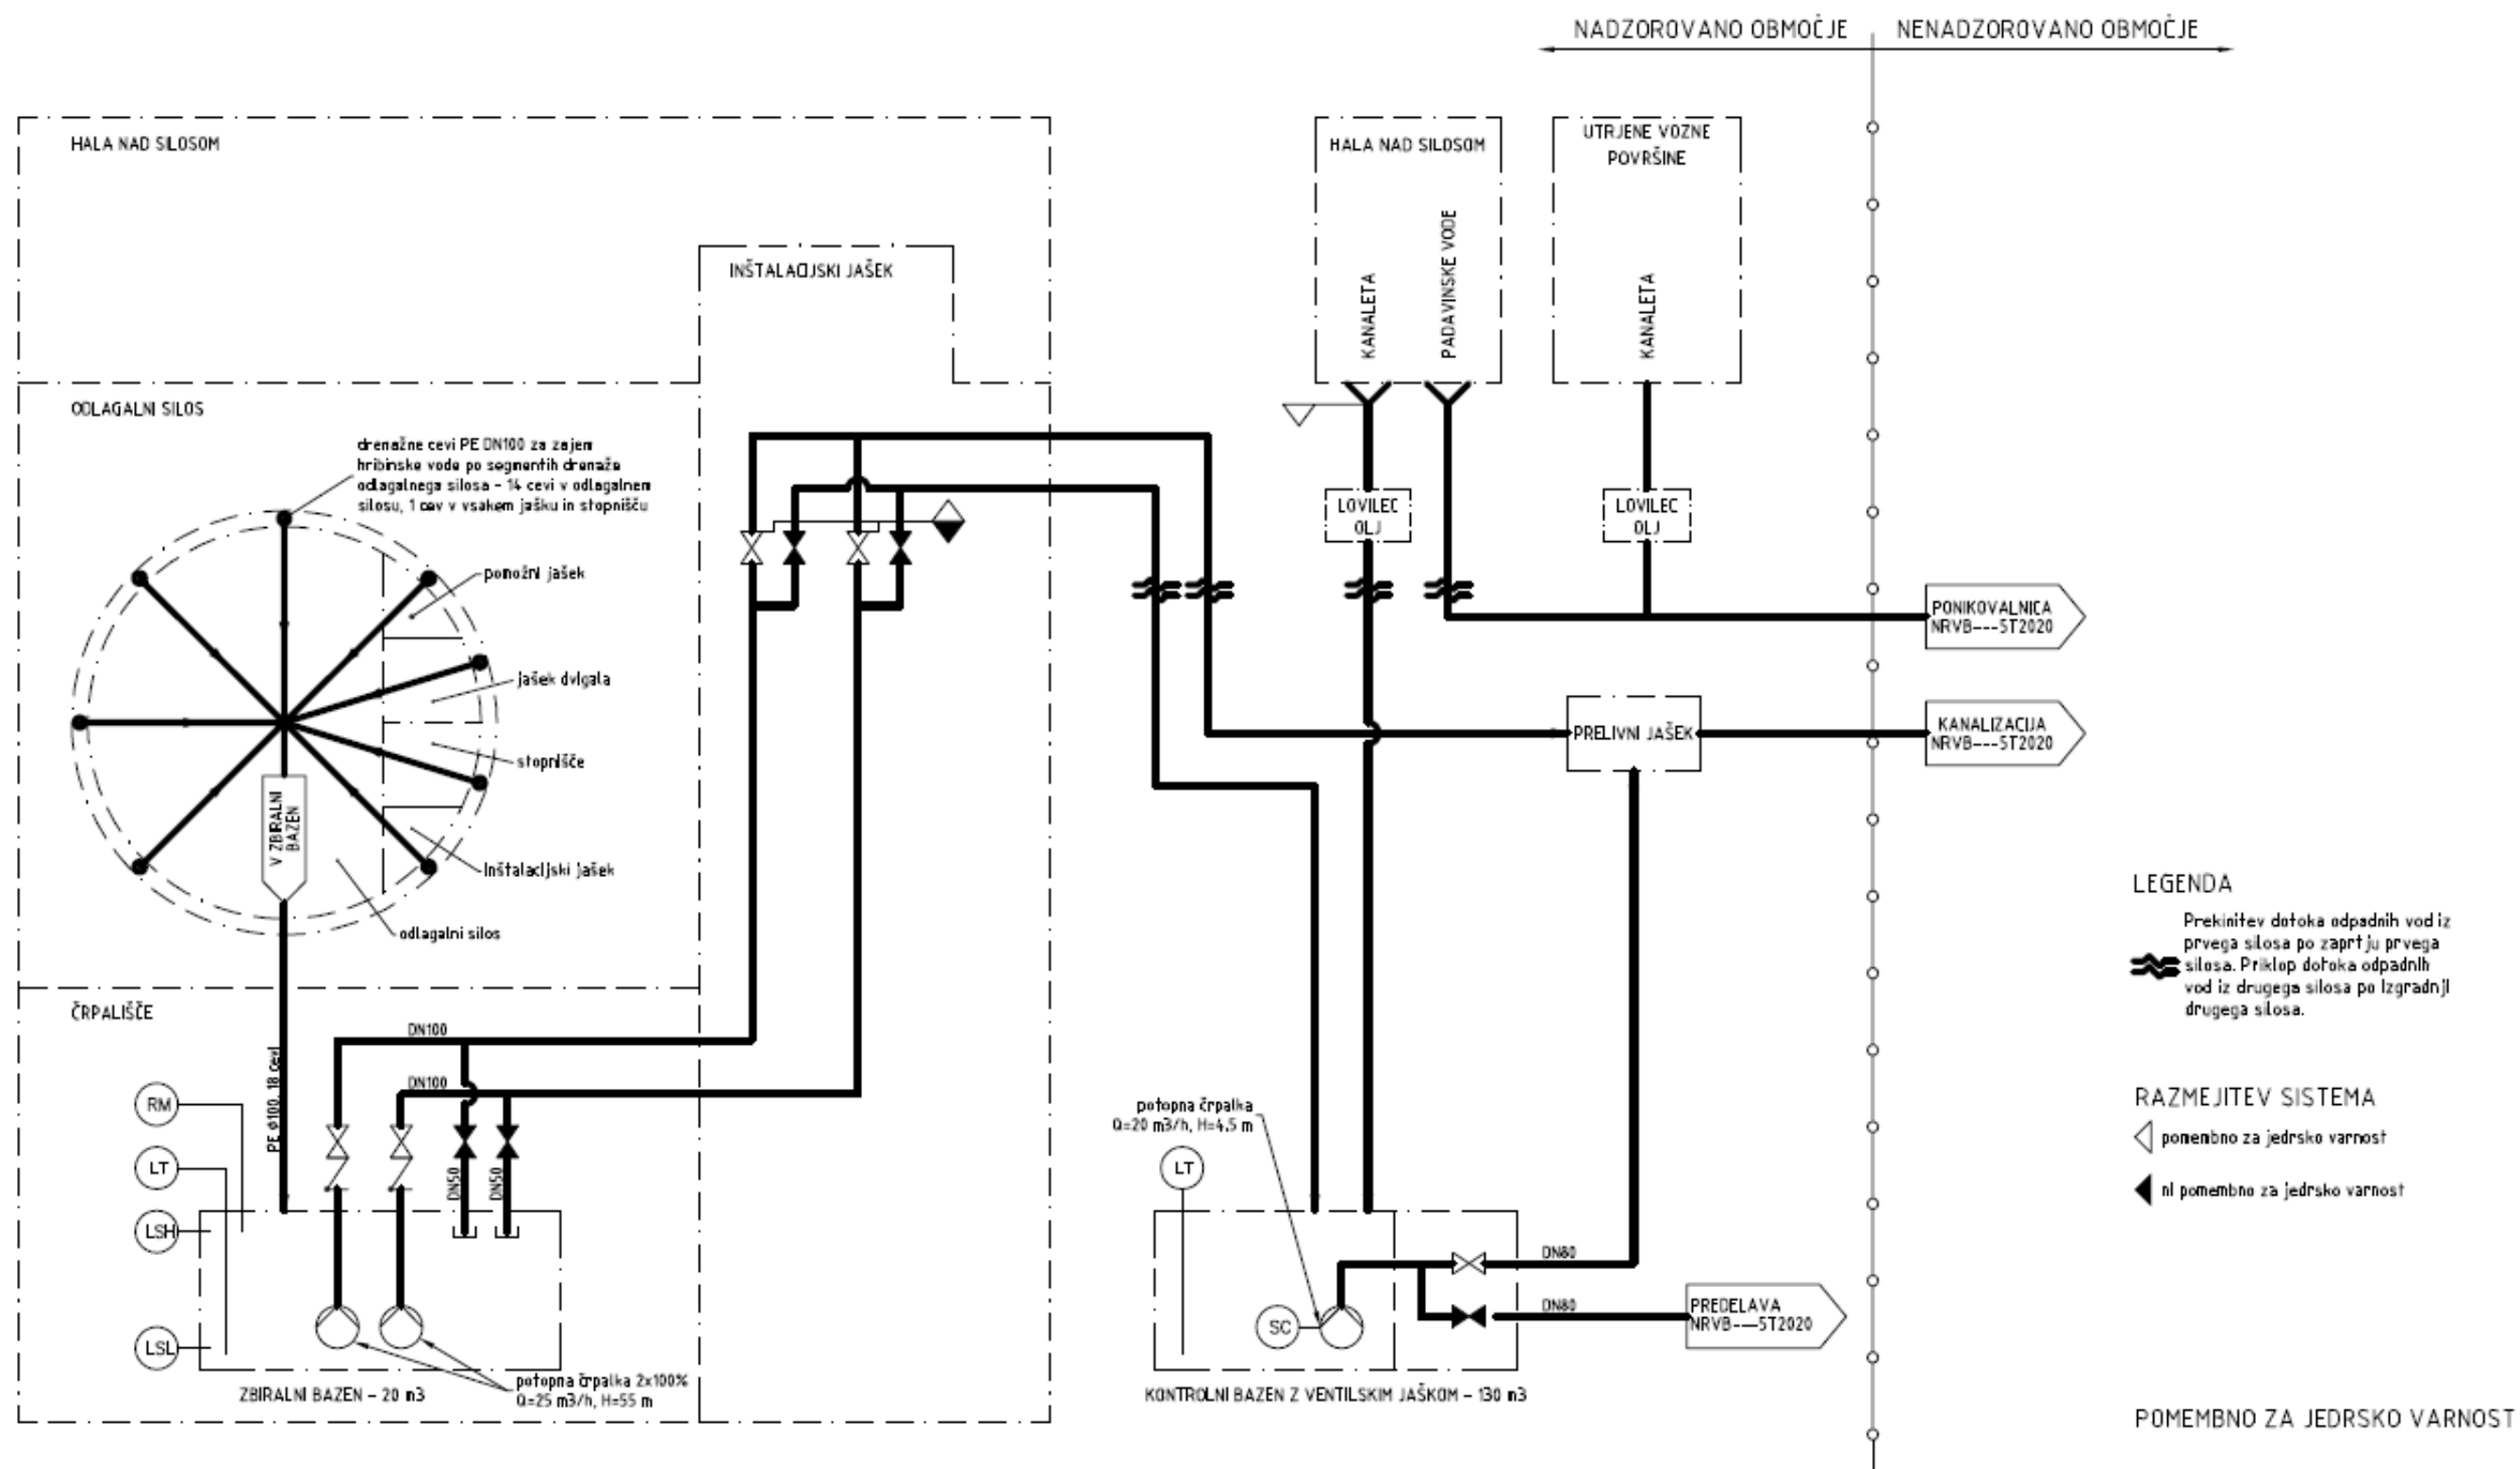 NADZOROVANO OBMOČJE
NENADZOROVANO OBMOČJE
HALA NAD SILOSOM
INŠTALACIJSKI JAŠEK
ODLAGALNI SILOS
drenažne cevi PE DN100 za zajem
hribinske vode po segmentih drenaže
odlagalnega silosa - 14 cevi v odlagalnem
silosu, 1 cev v vsakem jašku in stopnišču
pomožni jašek
jašek dvigala
stopnišče
Inštalacijski jašek
odlagalni silos
V ZBIRALNI
BAZEN
ČRPALIŠČE
PE Ø100, 18 cevi
DN100
DN100
DN50
DN50
RM
LT
LSH
LSL
ZBIRALNI BAZEN - 20 m3
potopna črpalka 2x100%
Q=25 m3/h, H=55 m
HALA NAD SILOSOM
KANALETA
PADAVINSKE VODE
UTRJENE VOZNE
POVRŠINE
KANALETA
LOVILEC
OLJ
LOVILEC
OLJ
PONIKOVALNICA
NRVB---5T2020
PRELIVNI JAŠEK
KANALIZACIJA
NRVB---5T2020
potopna črpalka
Q=20 m3/h, H=4.5 m
LT
SC
DN80
DN80
PREDELAVA
NRVB---5T2020
KONTROLNI BAZEN Z VENTILSKIM JAŠKOM - 130 m3
LEGENDA
Prekinitev dotoka odpadnih vod iz
prvega silosa po zaprtju prvega
silosa. Priklop dotoka odpadnih
vod iz drugega silosa po Izgradnji
drugega silosa.
RAZMEJITEV SISTEMA
pomembno za jedrsko varnost
ni pomembno za jedrsko varnost
POMEMBNO ZA JEDRSKO VARNOST